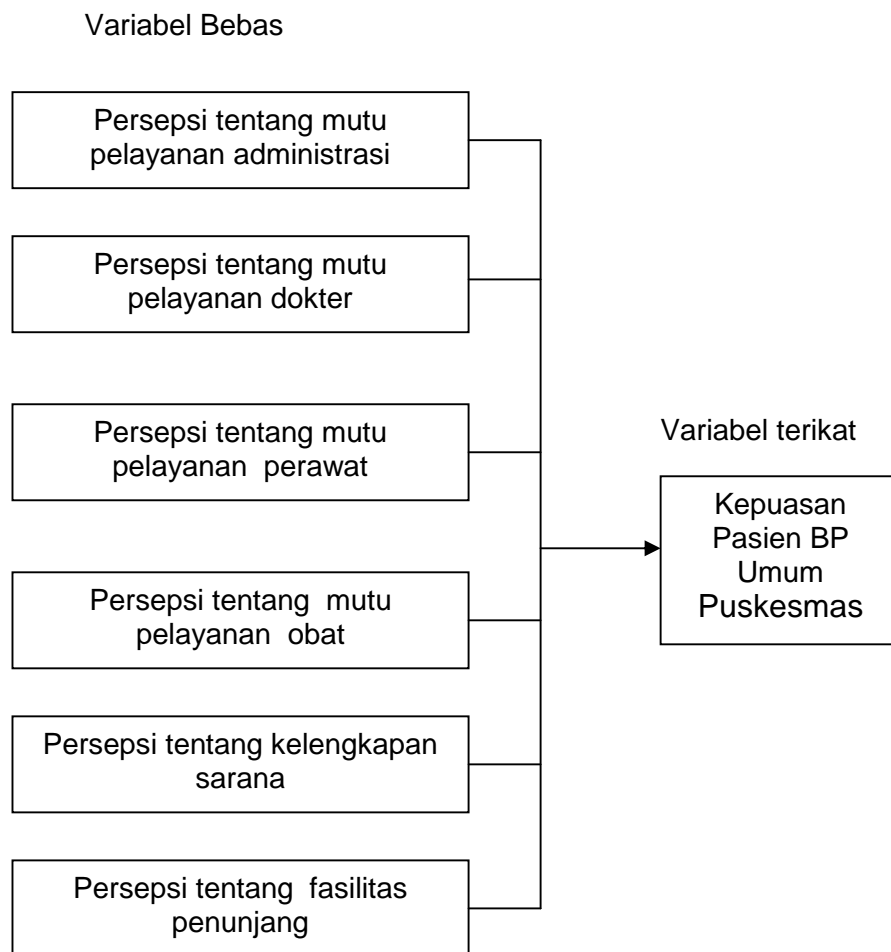 Variabel Bebas
Persepsi tentang mutu
pelayanan administrasi
Persepsi tentang mutu
pelayanan dokter
Persepsi tentang mutu
pelayanan perawat
Persepsi tentang mutu
pelayanan obat
Persepsi tentang kelengkapan
sarana
Persepsi tentang fasilitas
penunjang
Variabel terikat
Kepuasan
Pasien BP
Umum
Puskesmas